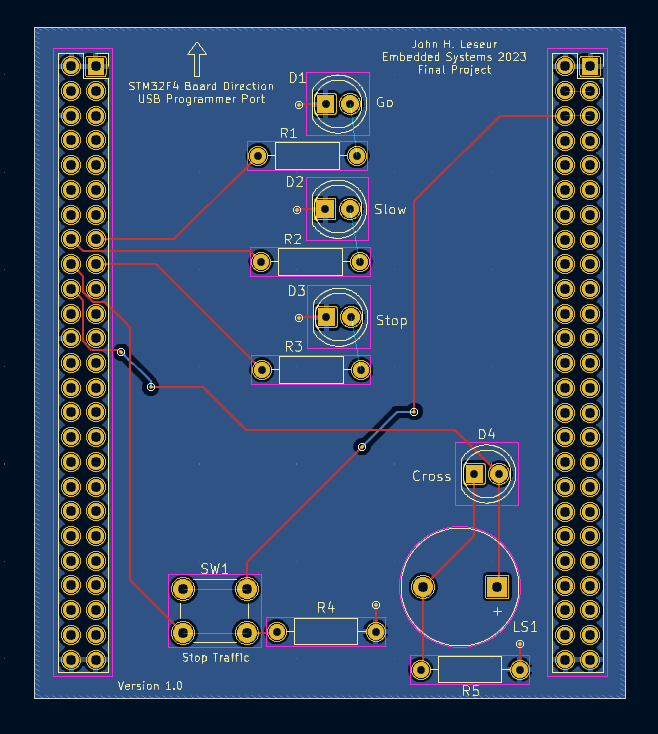 John H. Leseur
Embedded Systems 2023
Final Project
STM32F4 Board Direction
USB Programmer Port
D1
Go
R1
D2
Slow
R2
D3
Stop
R3
D4
Cross
SW1
R4
+
LS1
Stop Traffic
Version 1.0
R5